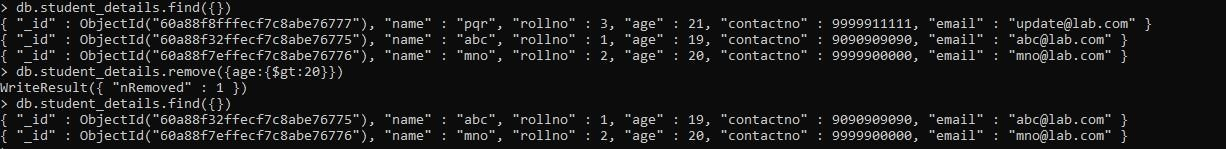 > db.student_details.find({})
{ "_id" : ObjectId("60a88f8fffecf7c8abe76777"), "name" : "pqr", "rollno" : 3, "age" : 21, "contactno" : 9999911111, "email" : "update@lab.com" }
{ "_id" : ObjectId("60a88f32ffecf7c8abe76775"), "name" : "abc", "rollno" : 1, "age" : 19, "contactno" : 9090909090, "email" : "abc@lab.com" }
{ "_id" : ObjectId("60a88f7effecf7c8abe76776"), "name" : "mno", "rollno" : 2, "age" : 20, "contactno" : 9999900000, "email" : "mno@lab.com" }
> db.student_details.remove({age:{$gt:20}})
WriteResult({ "nRemoved" : 1 })
> db.student_details.find({})
{ "_id" : ObjectId("60a88f32ffecf7c8abe76775"), "name" : "abc", "rollno" : 1, "age" : 19, "contactno" : 9090909090, "email" : "abc@lab.com" }
{ "_id" : ObjectId("60a88f7effecf7c8abe76776"), "name" : "mno", "rollno" : 2, "age" : 20, "contactno" : 9999900000, "email" : "mno@lab.com" }